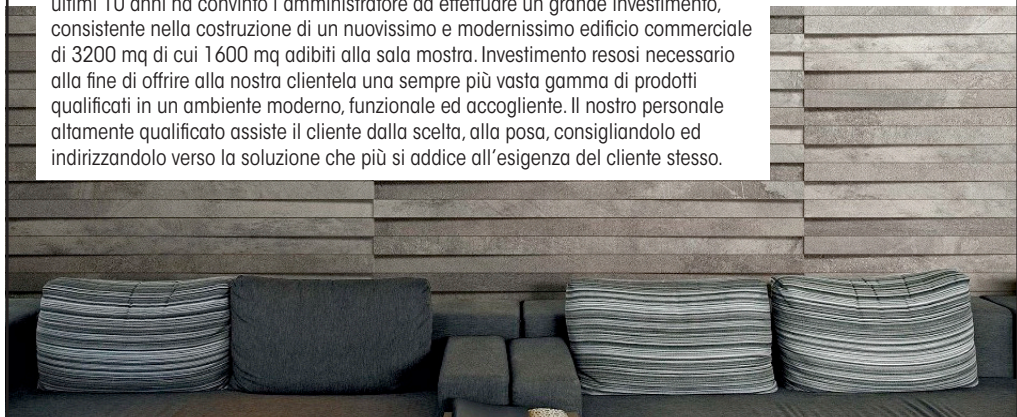 ultimi 10 anni ha convinto l'amministratore ad effettuare un grande investimento,
consistente nella costruzione di un nuovissimo e modernissimo edificio commerciale
di 3200 mq di cui 1600 mq adibiti alla sala mostra. Investimento resosi necessario
alla fine di offrire alla nostra clientela una sempre più vasta gamma di prodotti
qualificati in un ambiente moderno, funzionale ed accogliente. Il nostro personale
altamente qualificato assiste il cliente dalla scelta, alla posa, consigliandolo ed
indirizzandolo verso la soluzione che più si addice all'esigenza del cliente stesso.